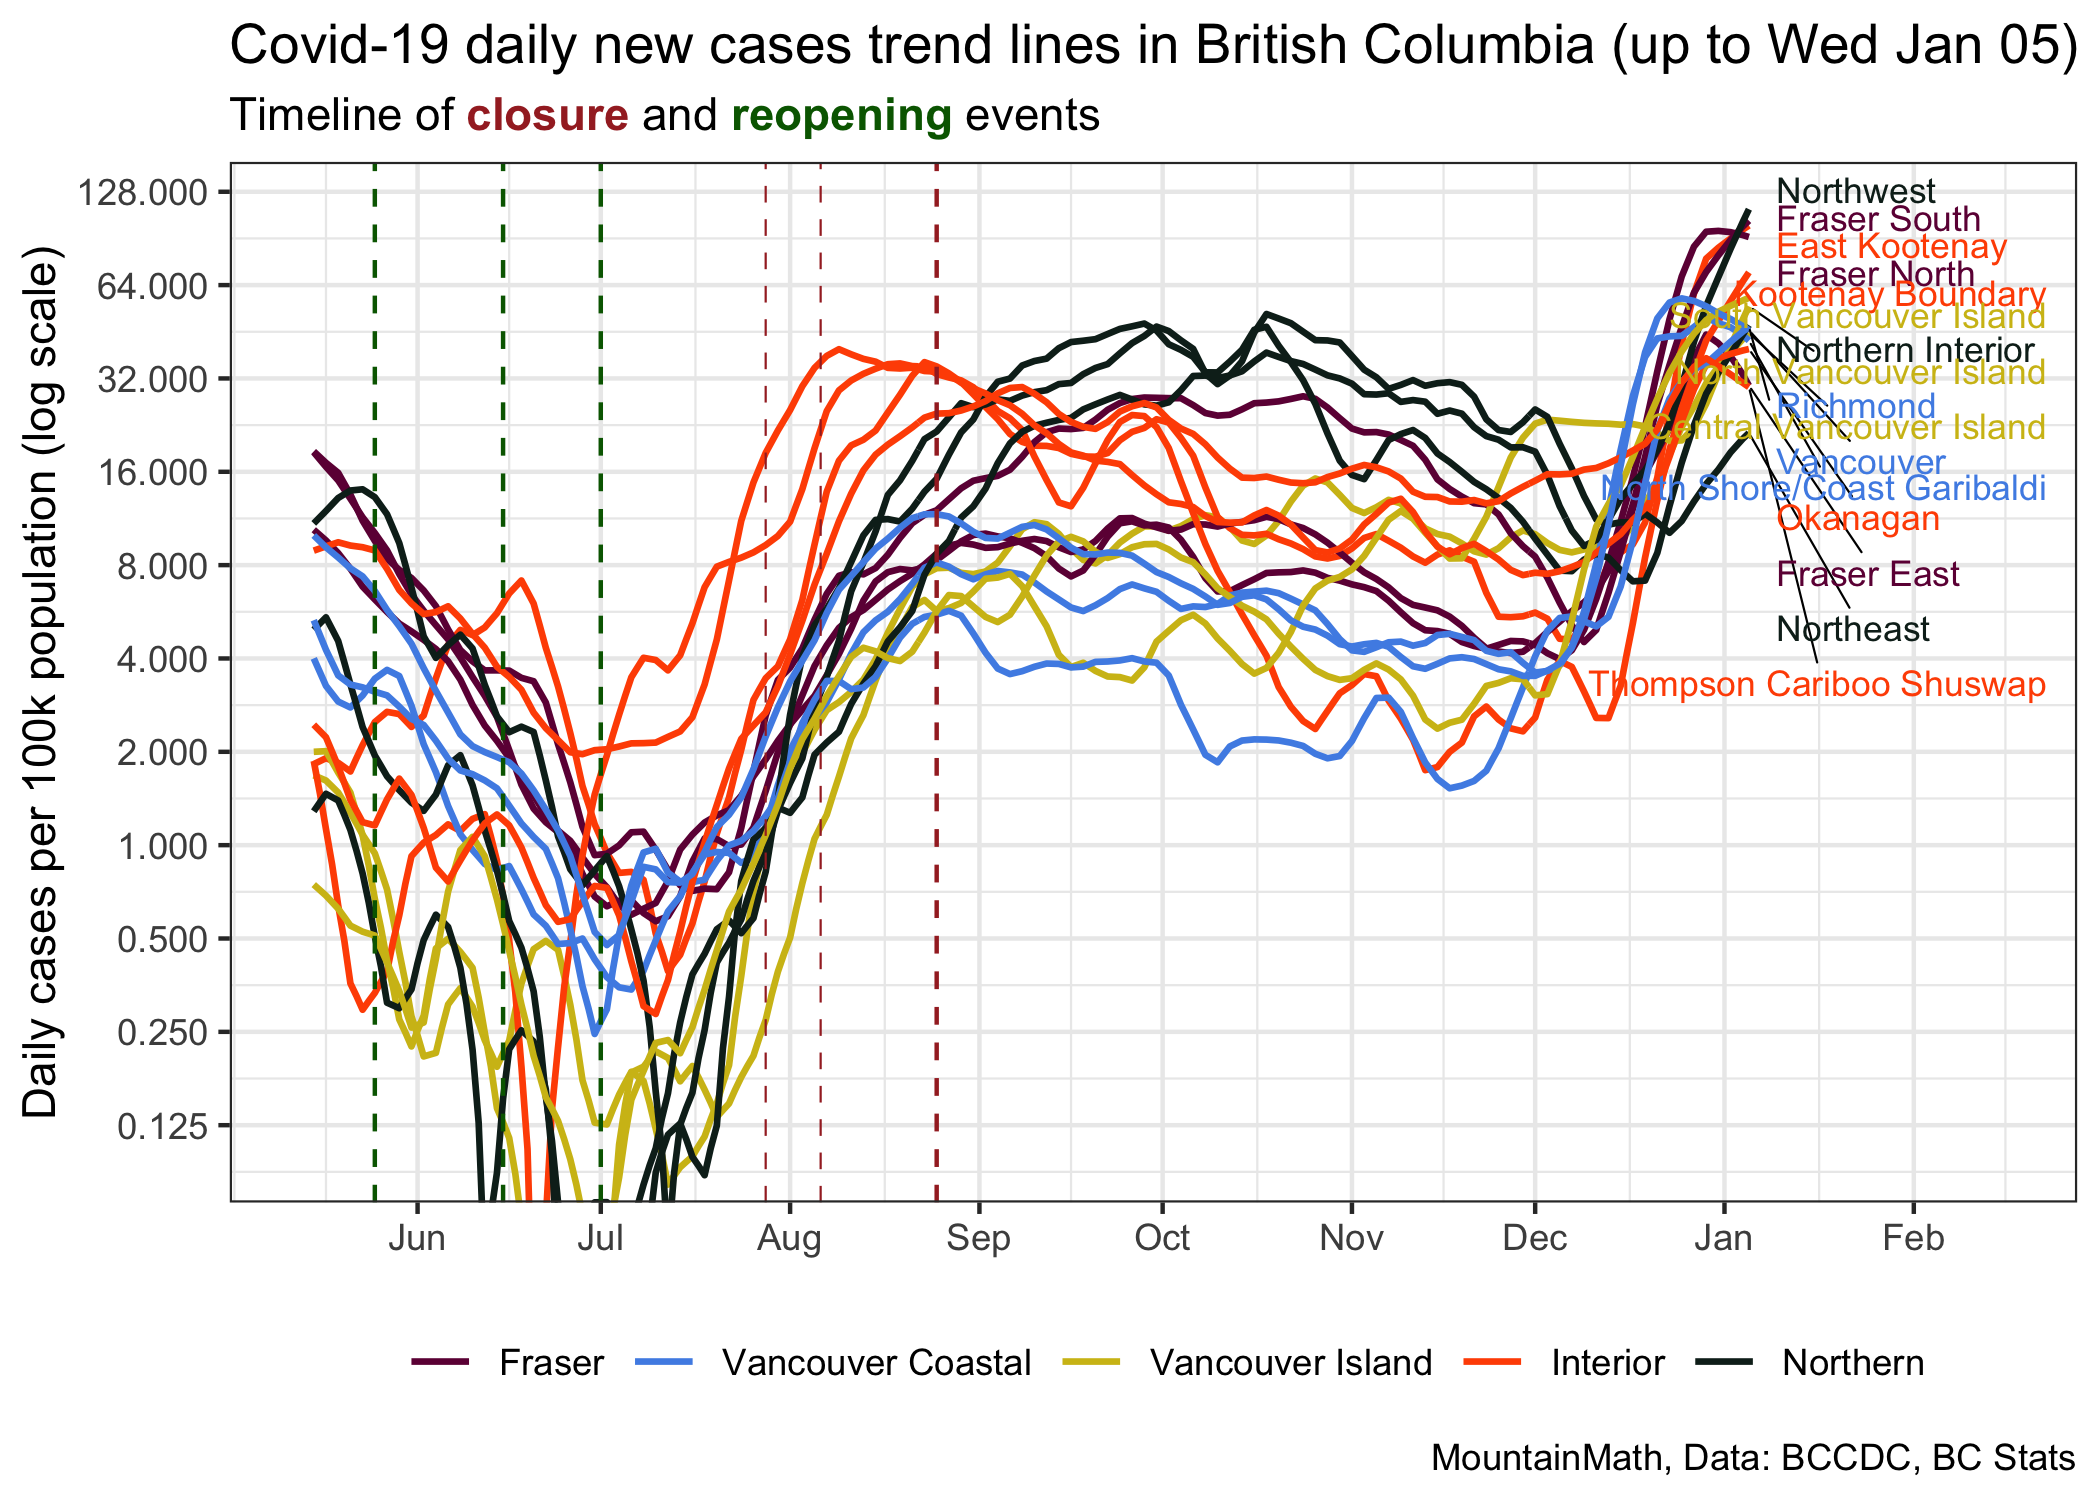 Covid-19 daily new cases trend lines in British Columbia (up to Wed Jan 05)
Timeline of closure and reopening events
Daily cases per 100k population (log scale)
128.000
64.000
32.000
16.000
8.000
4.000
2.000
1.000
0.500
0.250
0.125
Northwest
Fraser South
East Kootenay
Fraser North
Kootenay Boundary
South Vancouver Island
Northern Interior
North Vancouver Island
Richmond
Central Vancouver Island
Vancouver
North Shore/Coast Garibaldi
Okanagan
Fraser East
Northeast
Thompson Cariboo Shuswap
Jun Jul Aug Sep Oct Nov Dec Jan Feb
Fraser Vancouver Coastal Vancouver Island Interior Northern
MountainMath, Data: BCCDC, BC Stats